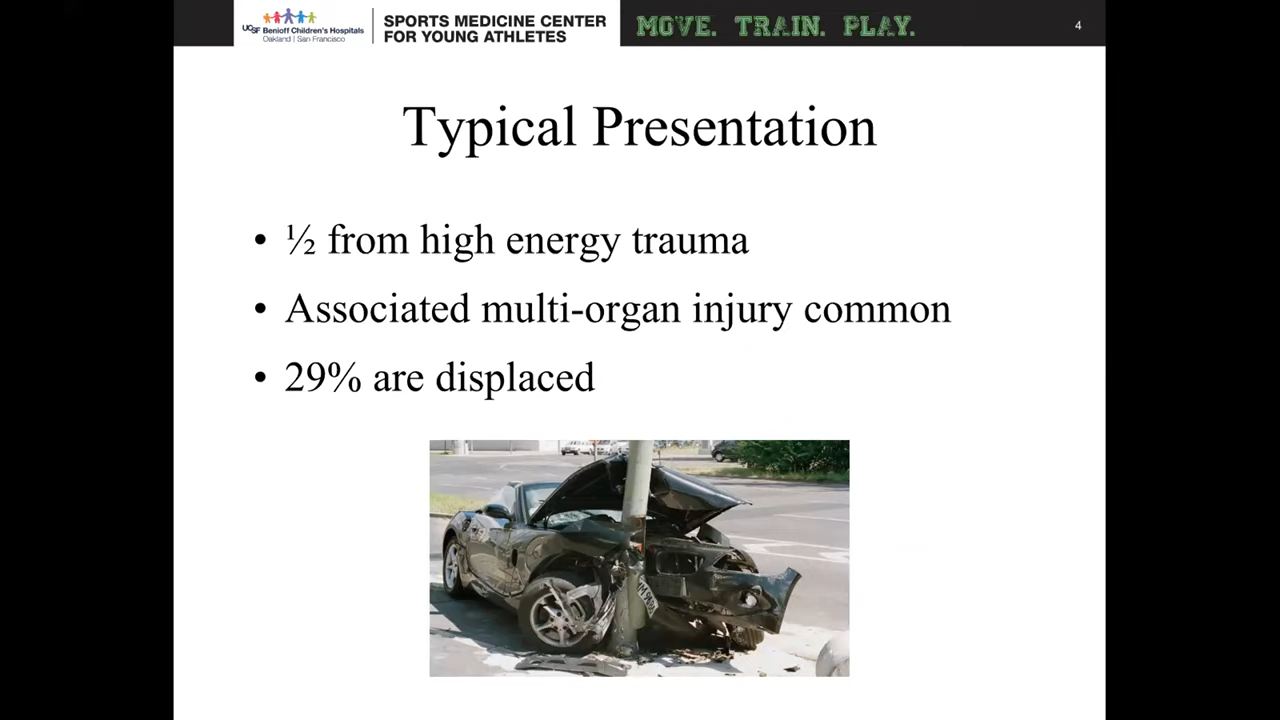 UCSF Benioff Children's Hospitals
Oakland | San Francisco
SPORTS MEDICINE CENTER
FOR YOUNG ATHLETES
MOVE. TRAIN. PLAY.
4
Typical Presentation
• ½ from high energy trauma
• Associated multi-organ injury common
• 29% are displaced